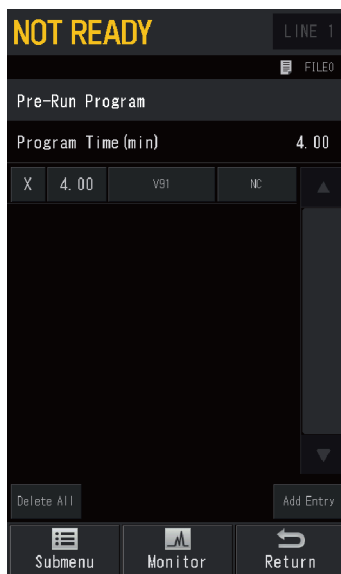 NOT READY LINE 1
FILE0
Pre-Run Program
Program Time(min) 4.00
X 4.00 V91 NC
Delete All Add Entry
Submenu Monitor Return